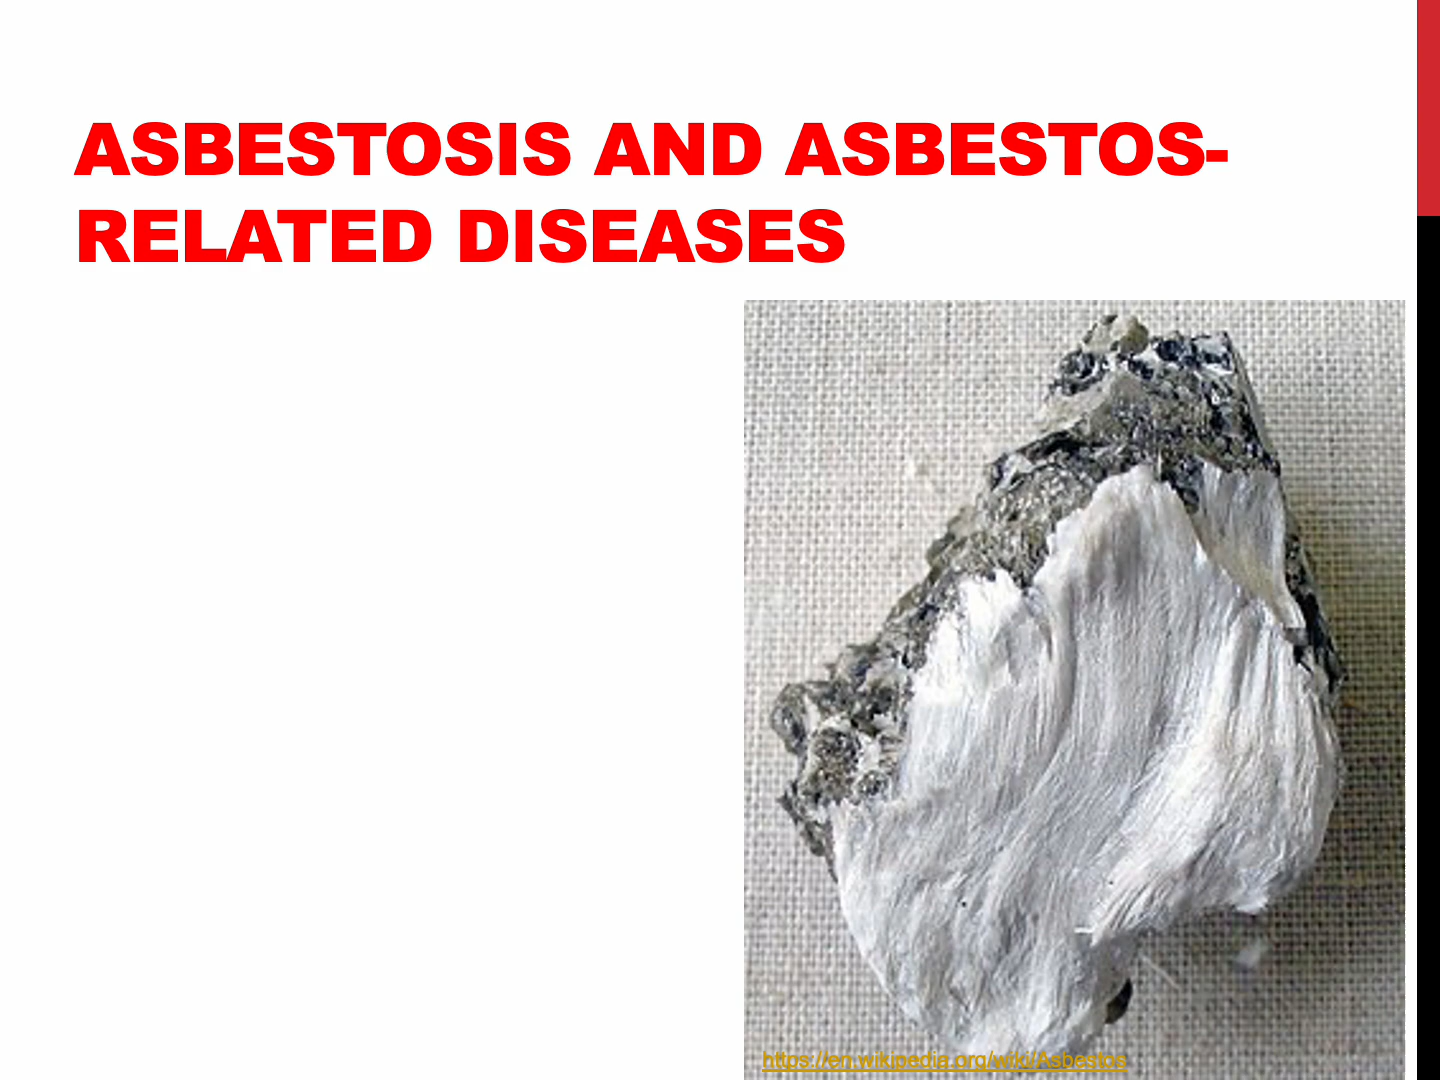 ASBESTOSIS AND ASBESTOS-
RELATED DISEASES
https://en.wikipedia.org/wiki/Asbestos